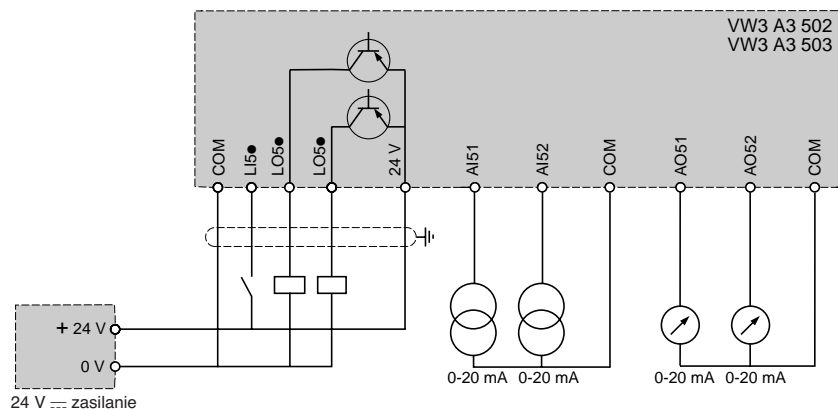 VW3 A3 502
VW3 A3 503
COM
LI5●
LO5●
LO5●
24 V
AI51
AI52
COM
AO51
AO52
COM
+ 24 V
0 V
0-20 mA 0-20 mA
0-20 mA 0-20 mA
24 V ⎓ zasilanie